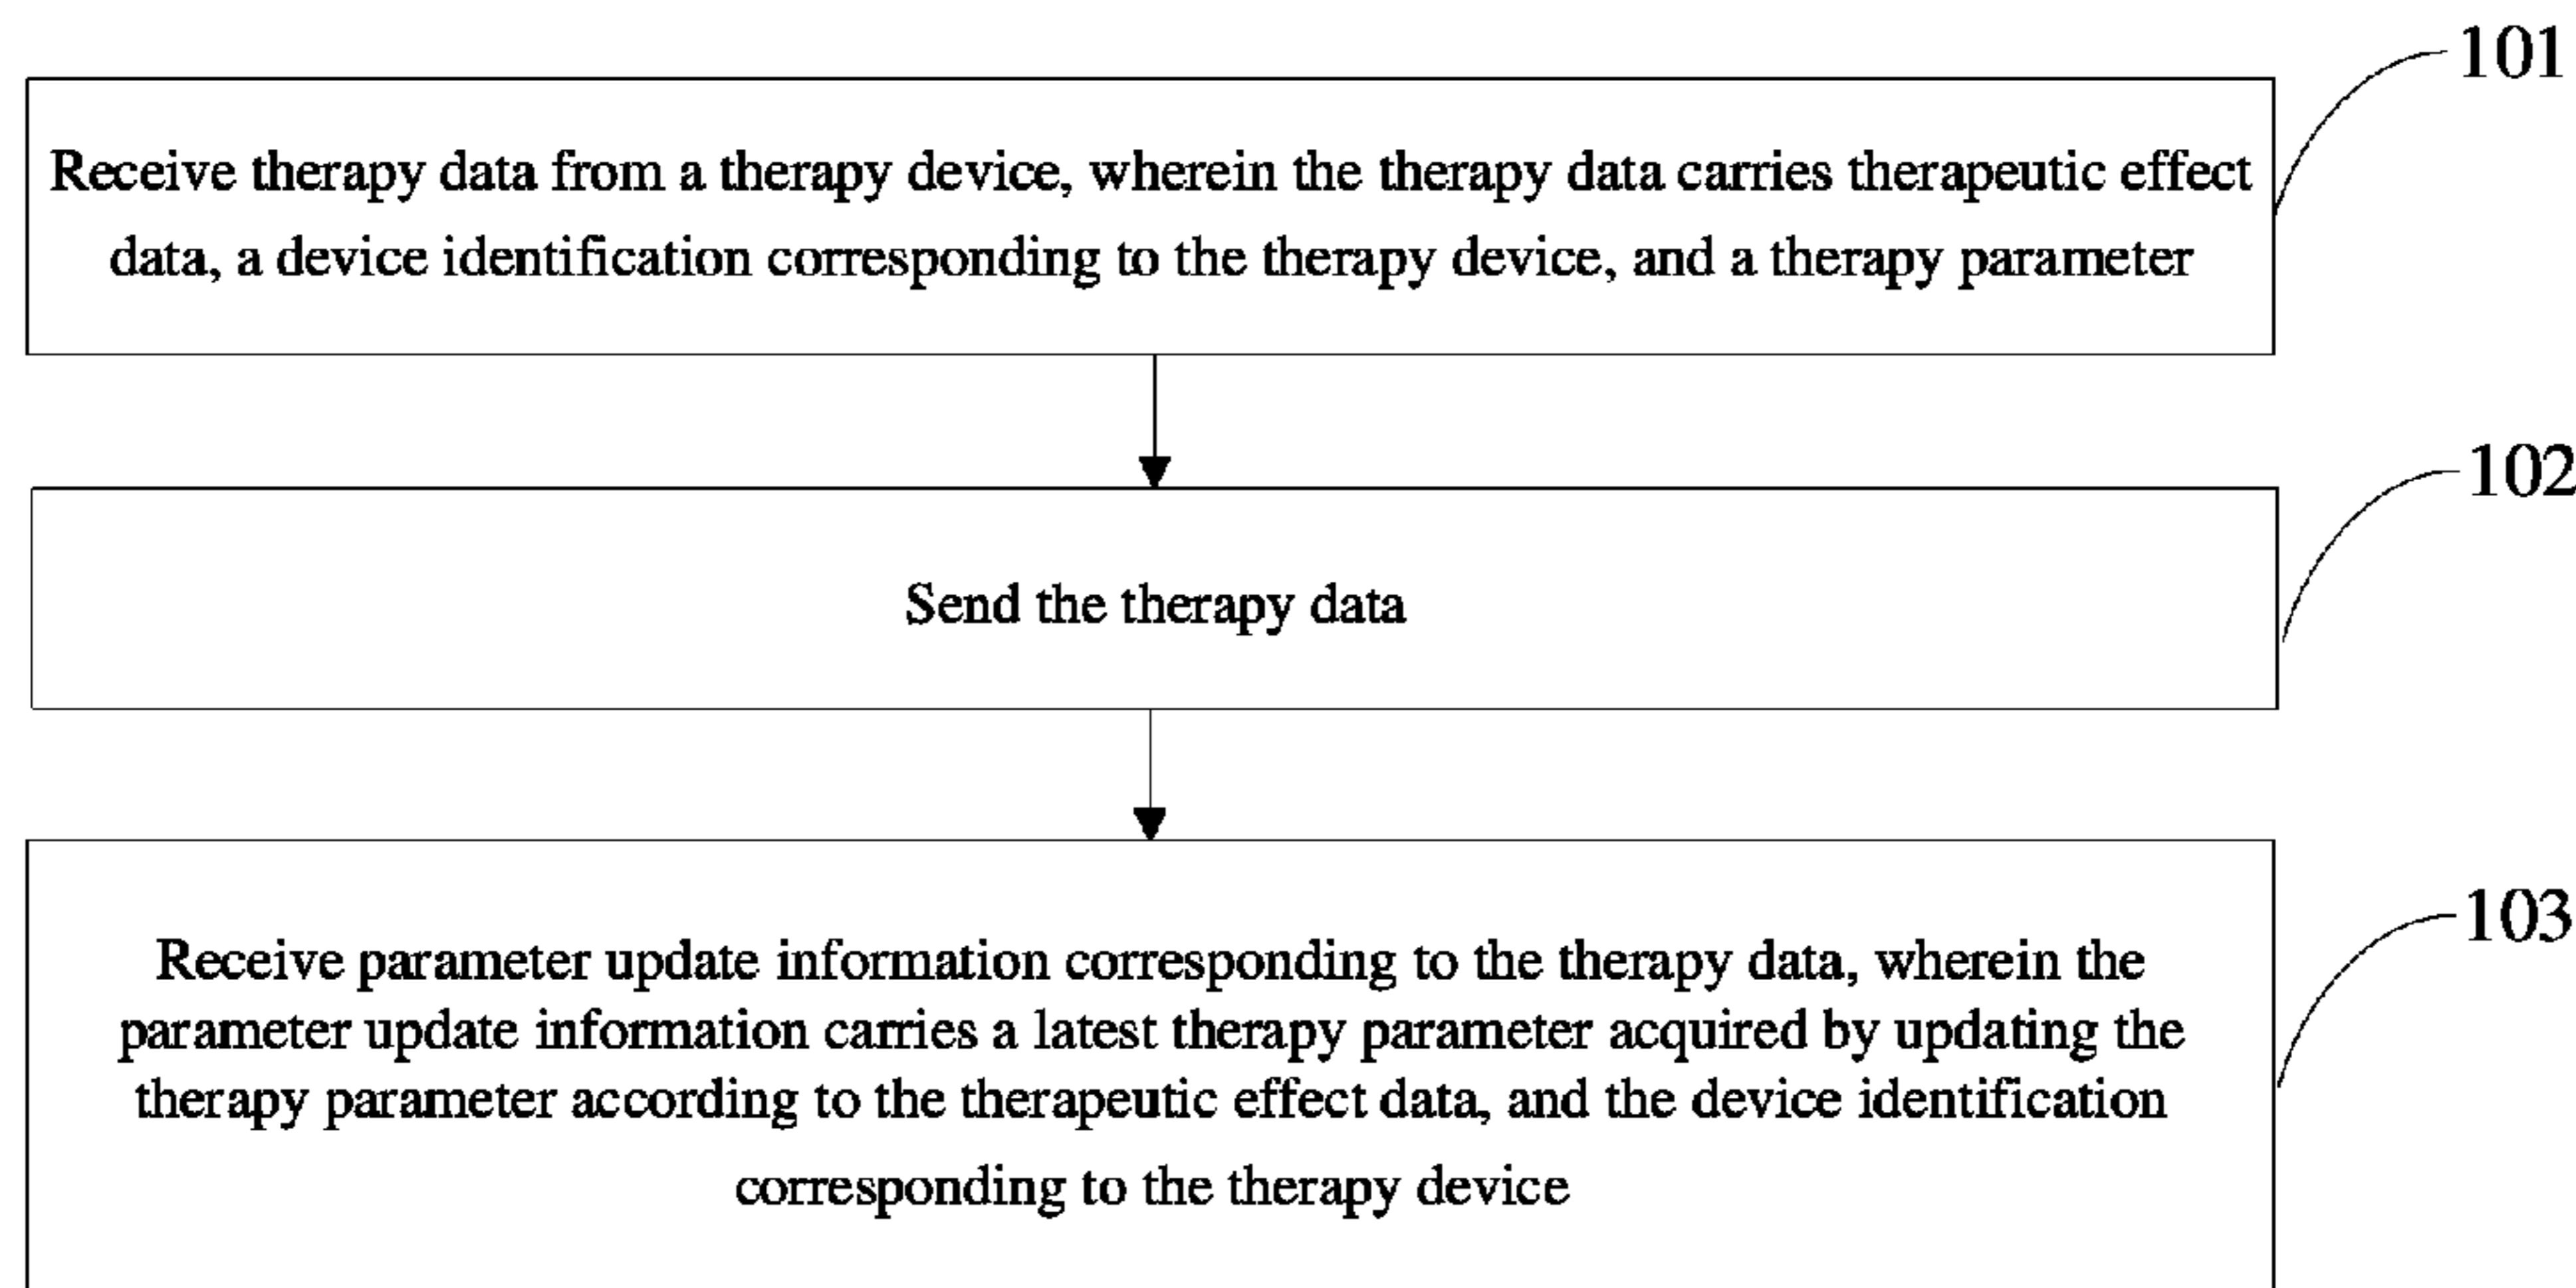 101
Receive therapy data from a therapy device, wherein the therapy data carries therapeutic effect
data, a device identification corresponding to the therapy device, and a therapy parameter
102
Send the therapy data
103
Receive parameter update information corresponding to the therapy data, wherein the
parameter update information carries a latest therapy parameter acquired by updating the
therapy parameter according to the therapeutic effect data, and the device identification
corresponding to the therapy device